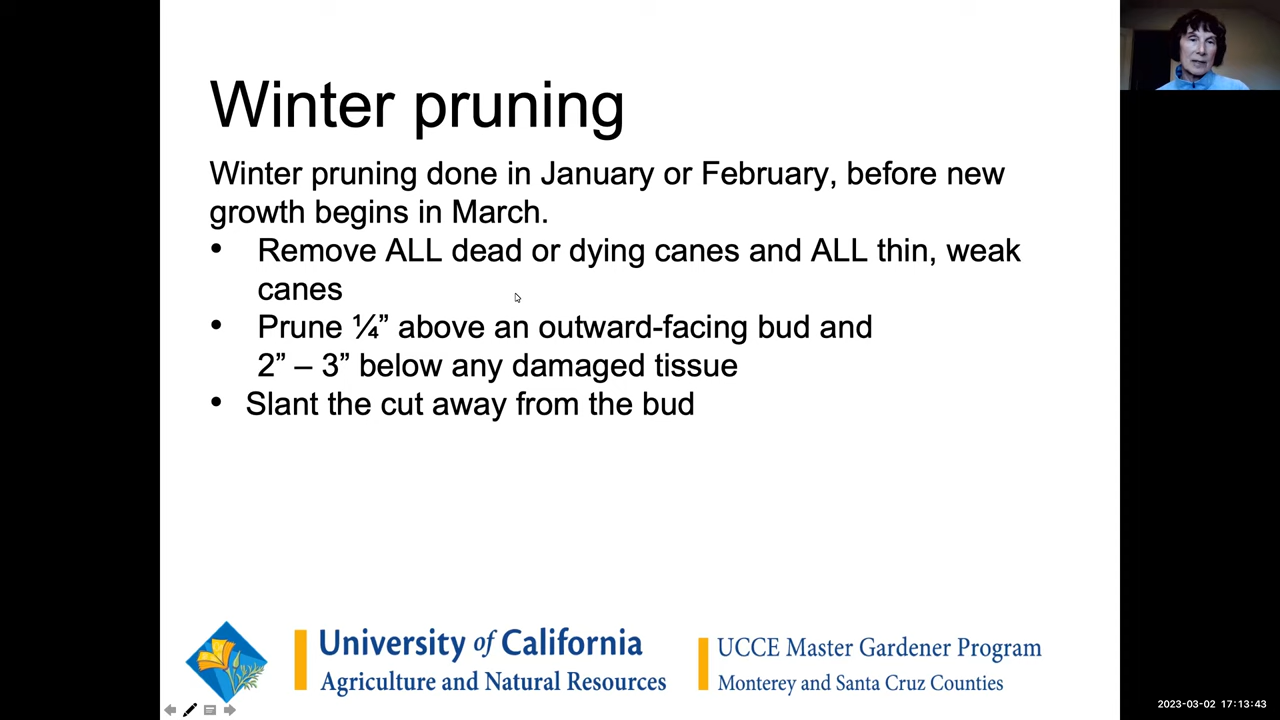 Winter pruning
Winter pruning done in January or February, before new
growth begins in March.
• Remove ALL dead or dying canes and ALL thin, weak
canes
• Prune ¼” above an outward-facing bud and
2” – 3” below any damaged tissue
• Slant the cut away from the bud
University of California
Agriculture and Natural Resources
UCCE Master Gardener Program
Monterey and Santa Cruz Counties
2023-03-02 17:13:43